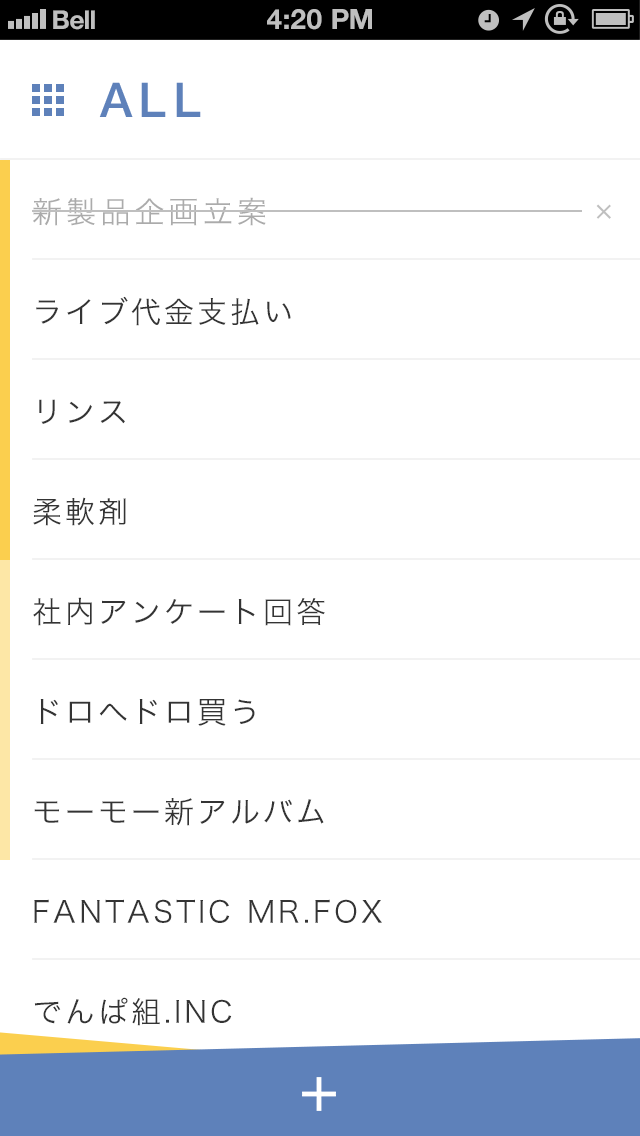 Bell 4:20 PM
ALL
新製品企画立案
ライブ代金支払い
リンス
柔軟剤
社内アンケート回答
ドロヘドロ買う
モーモー新アルバム
FANTASTIC MR.FOX
でんぱ組.INC